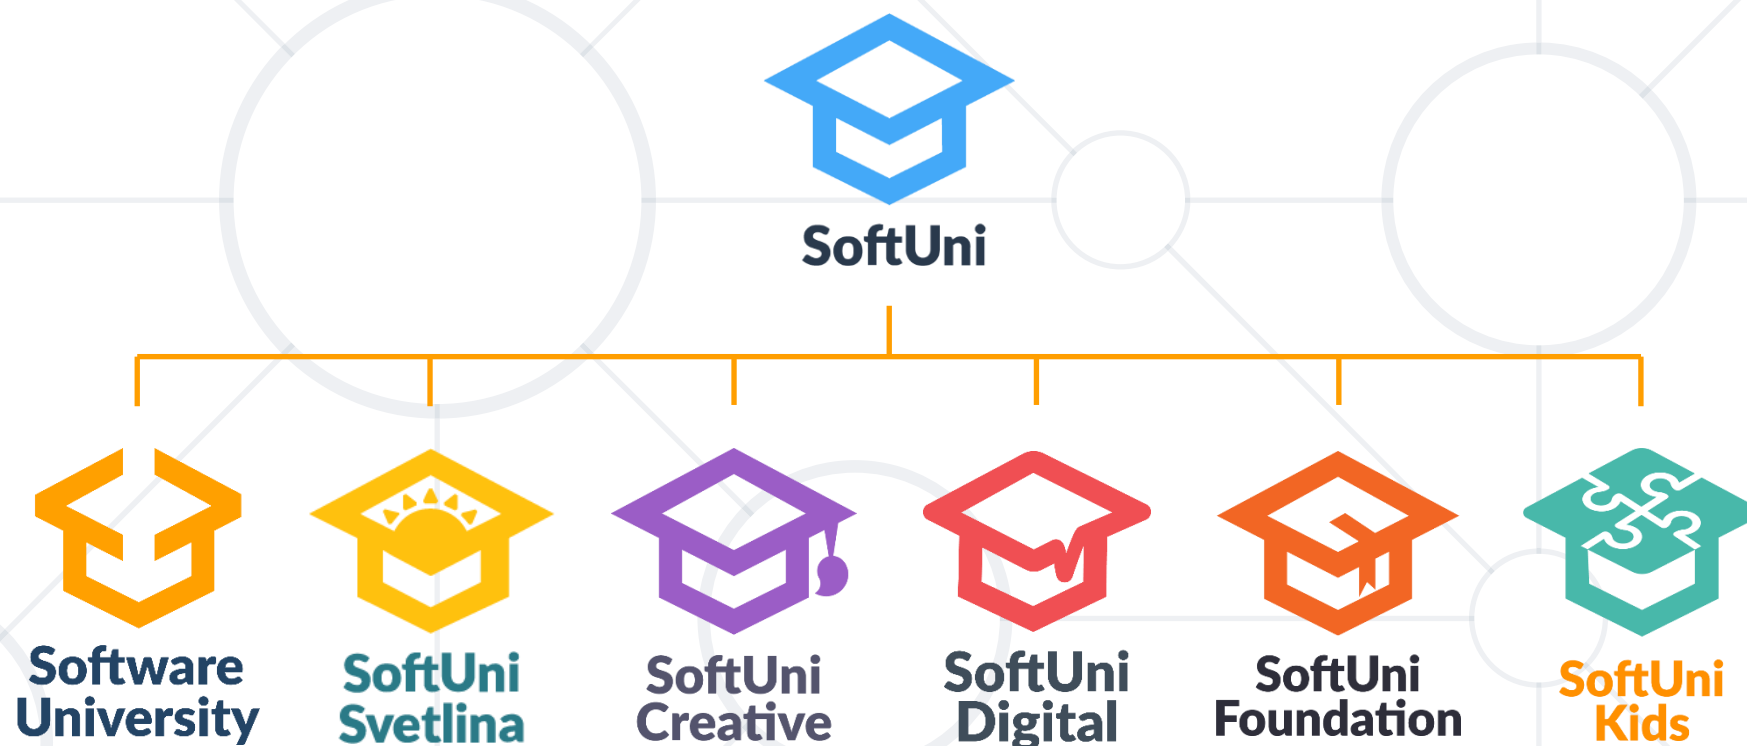 SoftUni
Software
University
SoftUni
Svetlina
SoftUni
Creative
SoftUni
Digital
SoftUni
Foundation
SoftUni
Kids